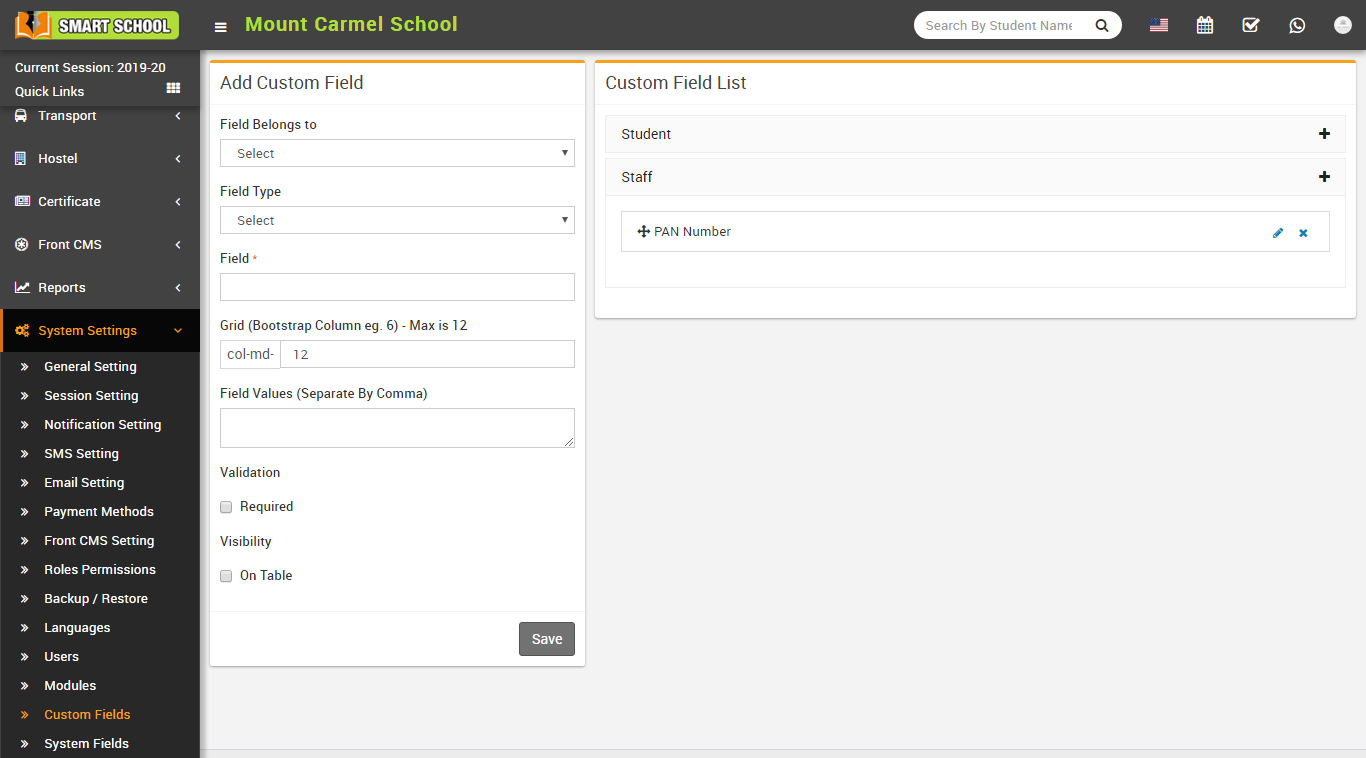 SMART SCHOOL
Mount Carmel School
Search By Student Name
Current Session: 2019-20
Quick Links
Transport
Hostel
Certificate
Front CMS
Reports
System Settings
General Setting
Session Setting
Notification Setting
SMS Setting
Email Setting
Payment Methods
Front CMS Setting
Roles Permissions
Backup / Restore
Languages
Users
Modules
Custom Fields
System Fields
Add Custom Field
Field Belongs to
Select
Field Type
Select
Field *
Grid (Bootstrap Column eg. 6) - Max is 12
col-md- 12
Field Values (Separate By Comma)
Validation
Required
Visibility
On Table
Save
Custom Field List
Student
Staff
PAN Number